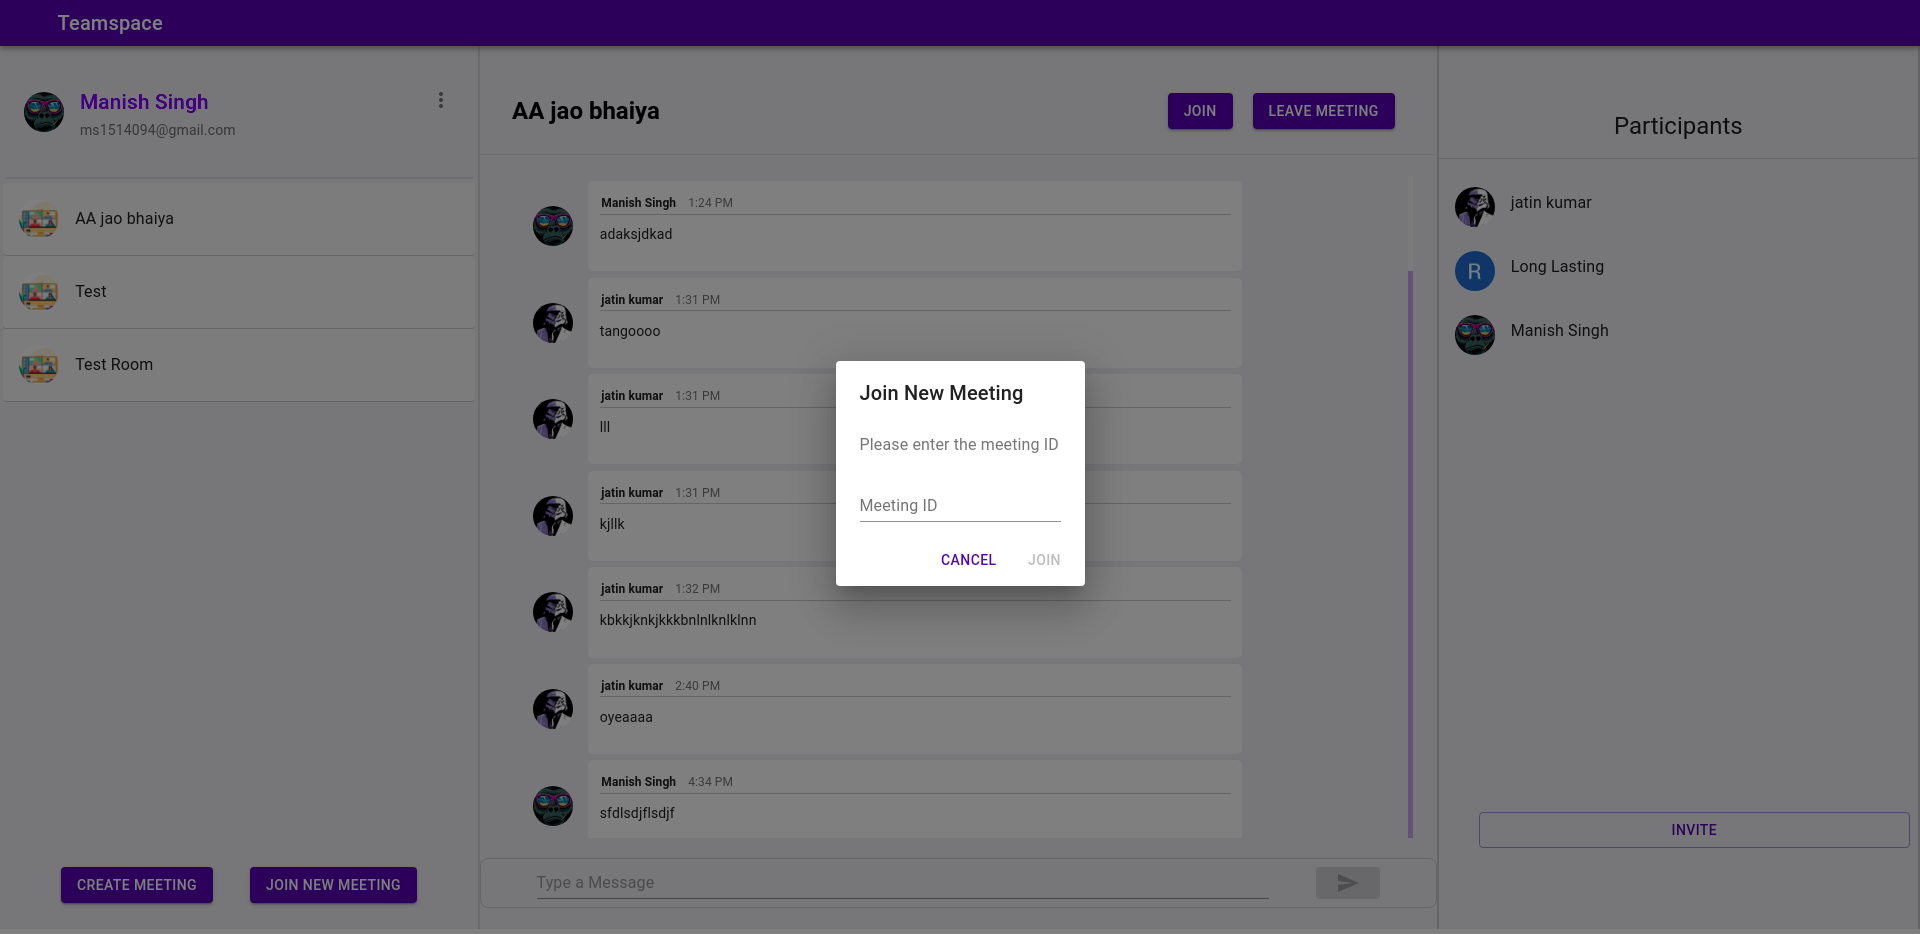 Teamspace
Manish Singh
ms1514094@gmail.com
AA jao bhaiya
Test
Test Room
CREATE MEETING
JOIN NEW MEETING
AA jao bhaiya
JOIN
LEAVE MEETING
Manish Singh 1:24 PM
adaksjdkad
jatin kumar 1:31 PM
tangoooo
jatin kumar 1:31 PM
lll
jatin kumar 1:31 PM
kjllk
jatin kumar 1:32 PM
kbkkjknkjkkkbnlnlknlklnn
jatin kumar 2:40 PM
oyeaaaa
Manish Singh 4:34 PM
sfdlsdjflsdjf
Type a Message
Join New Meeting
Please enter the meeting ID
Meeting ID
CANCEL
JOIN
Participants
jatin kumar
R
Long Lasting
Manish Singh
INVITE